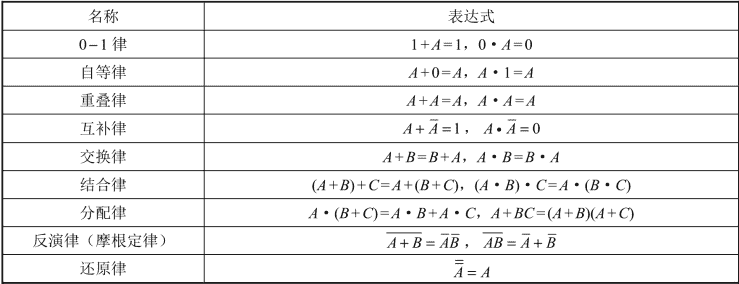 名称 表达式
0-1律 1+A=1，0·A=0
自等律 A+0=A，A·1=A
重叠律 A+A=A，A·A=A
互补律 A+A̅=1，A•A̅=0
交换律 A+B=B+A，A·B=B·A
结合律 (A+B)+C=A+(B+C)，(A·B)·C=A·(B·C)
分配律 A·(B+C)=A·B+A·C，A+BC=(A+B)(A+C)
反演律（摩根定律） A̅+̅B̅=A̅B̅，A̅B̅=A̅+B̅
还原律 A̿=A